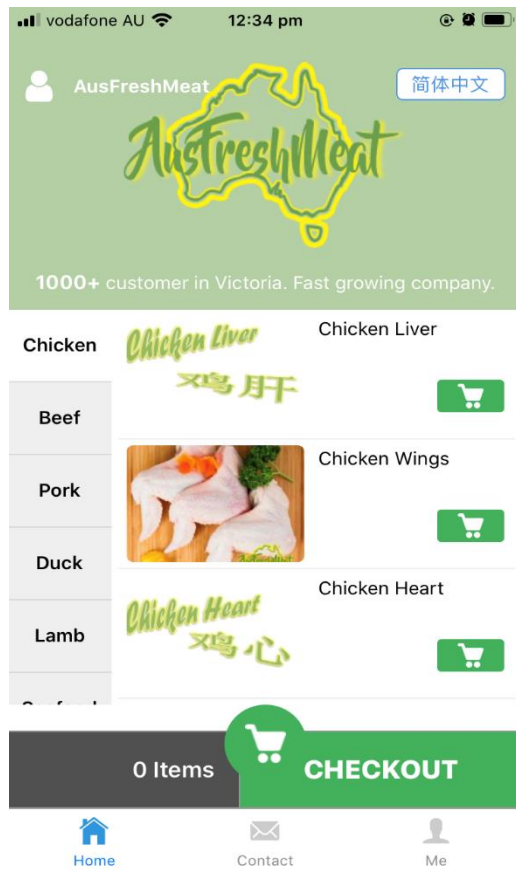 vodafone AU 12:34 pm
AusFreshMeat 简体中文
AusFreshMeat
1000+ customer in Victoria. Fast growing company.
Chicken
Beef
Pork
Duck
Lamb
Chicken Liver
鸡肝
Chicken Liver
Chicken Wings
AusFreshMeat
Chicken Heart
鸡心
Chicken Heart
0 Items
CHECKOUT
Home Contact Me